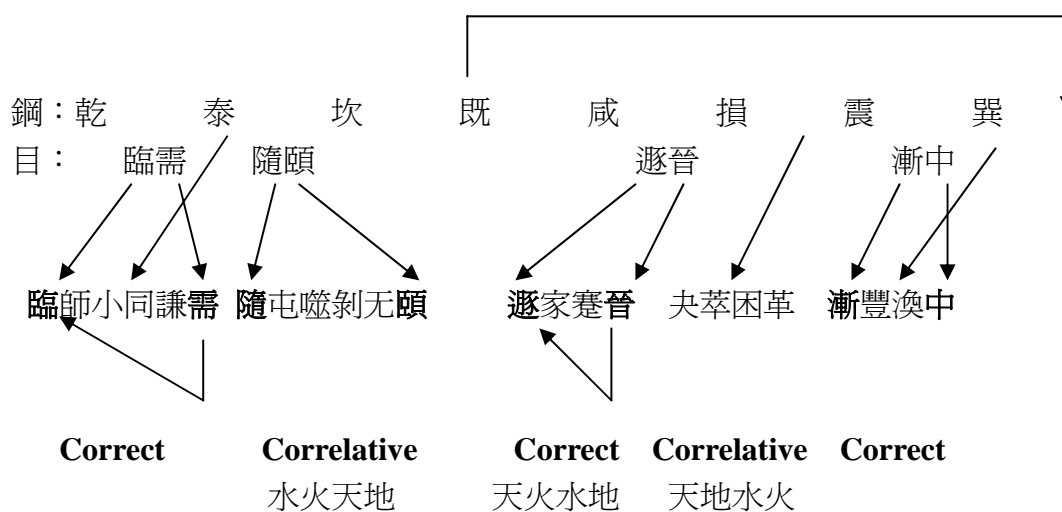 鋼：乾 泰 坎 既 咸 損 震 巽
目： 臨需 隨頤 遯晉 漸中
臨師小同謙需 隨屯噬剝无頤 遯家蹇晉 夬萃困革 漸豐渙中
Correct Correlative Correct Correlative Correct
水火天地 天火水地 天地水火